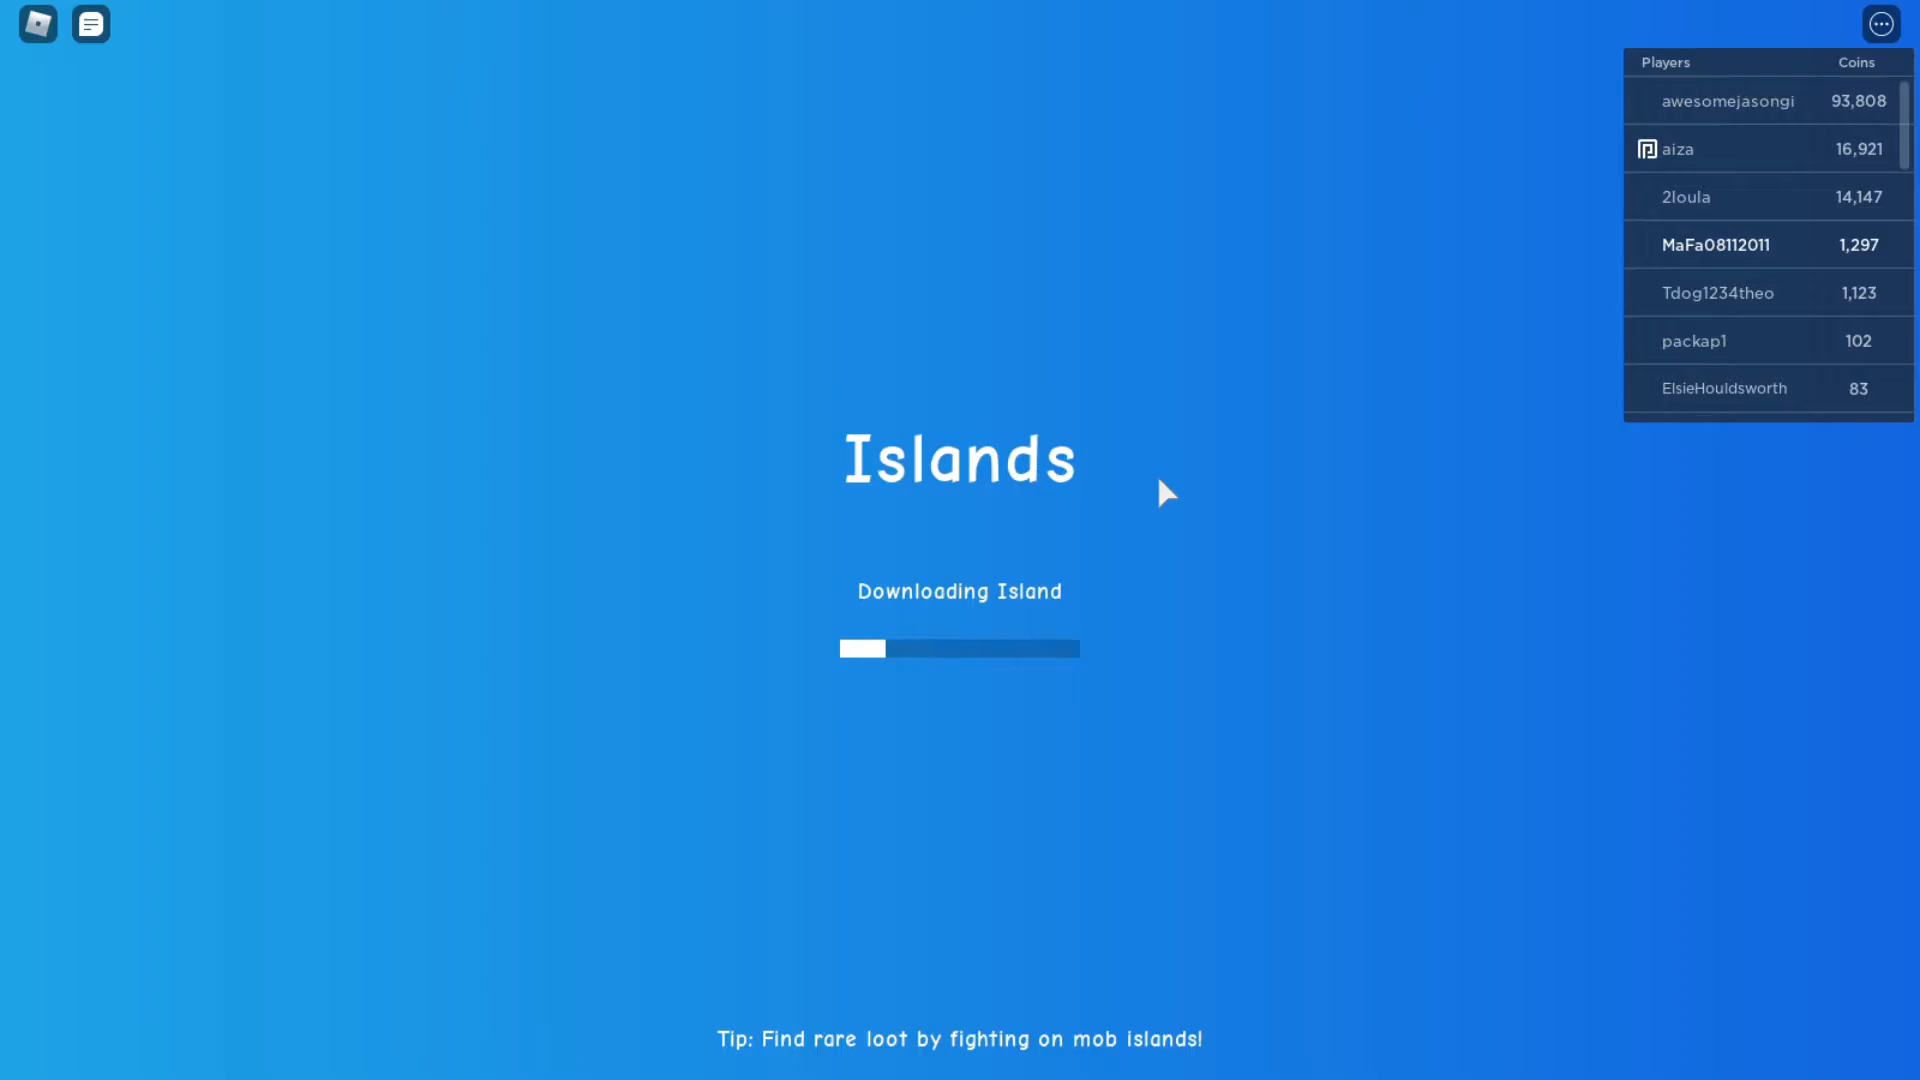 Players Coins
awesomejasongi 93,808
aiza 16,921
2loula 14,147
MaFa08112011 1,297
Tdog1234theo 1,123
packap1 102
ElsieHouldsworth 83
Islands
Downloading Island
Tip: Find rare loot by fighting on mob islands!